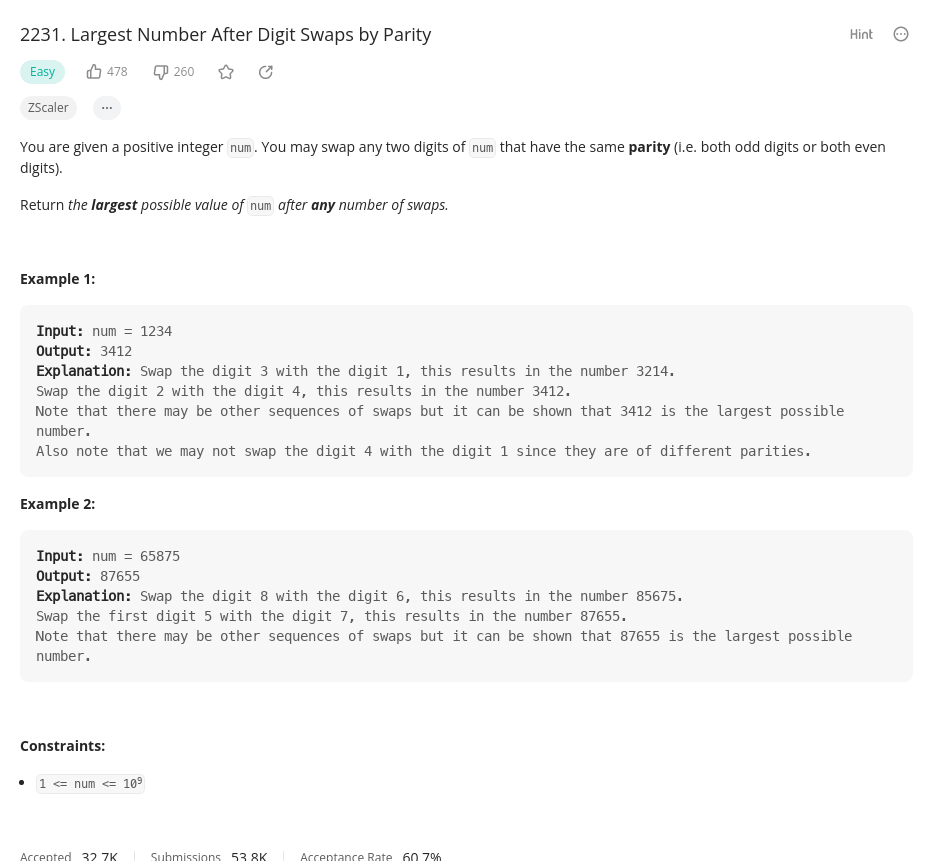 2231. Largest Number After Digit Swaps by Parity
Hint
Easy
478
260
ZScaler
You are given a positive integer num. You may swap any two digits of num that have the same parity (i.e. both odd digits or both even
digits).
Return the largest possible value of num after any number of swaps.
Example 1:
Input: num = 1234
Output: 3412
Explanation: Swap the digit 3 with the digit 1, this results in the number 3214.
Swap the digit 2 with the digit 4, this results in the number 3412.
Note that there may be other sequences of swaps but it can be shown that 3412 is the largest possible
number.
Also note that we may not swap the digit 4 with the digit 1 since they are of different parities.
Example 2:
Input: num = 65875
Output: 87655
Explanation: Swap the digit 8 with the digit 6, this results in the number 85675.
Swap the first digit 5 with the digit 7, this results in the number 87655.
Note that there may be other sequences of swaps but it can be shown that 87655 is the largest possible
number.
Constraints:
• 1 <= num <= 10⁹
Accepted 32.7K Submissions 53.8K Acceptance Rate 60.7%